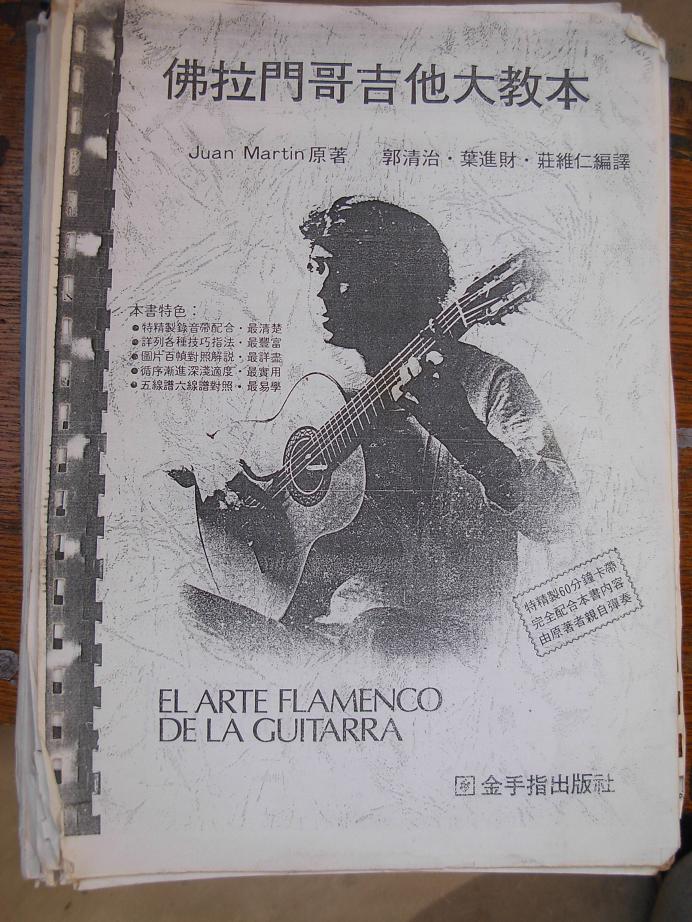 佛拉門哥吉他大教本
Juan Martin原著 郭清治・葉進財・莊維仁編譯
本書特色：
●特精製錄音帶配合・最清楚
●詳列各種技巧指法・最豐富
●圖片百幀對照解說・最詳盡
●循序漸進深淺適度・最實用
●五線譜六線譜對照・最易學
特精製60分鐘卡帶
完全配合本書內容
由原著者親自彈奏
EL ARTE FLAMENCO
DE LA GUITARRA
金手指出版社